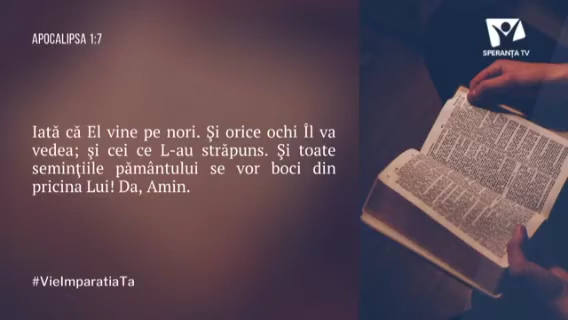 APOCALIPSA 1:7
SPERANȚA TV
Iată că El vine pe nori. Şi orice ochi Îl va
vedea; şi cei ce L-au străpuns. Şi toate
seminţiile pământului se vor boci din
pricina Lui! Da, Amin.
#VieImparatiaTa